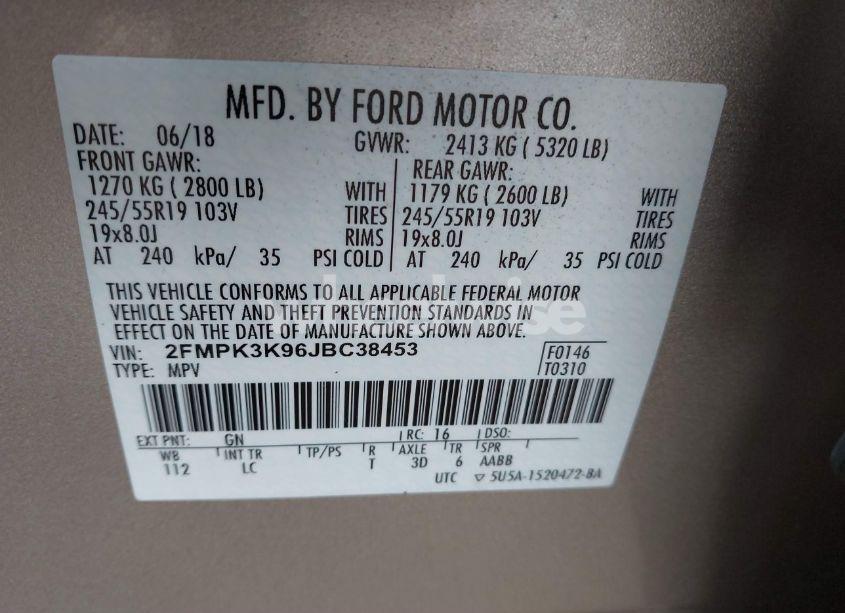 MFD. BY FORD MOTOR CO.
DATE: 06/18 GVWR: 2413 KG ( 5320 LB)
FRONT GAWR: REAR GAWR:
1270 KG ( 2800 LB) WITH 1179 KG ( 2600 LB) WITH
245/55R19 103V TIRES 245/55R19 103V TIRES
19x8.0J RIMS 19x8.0J RIMS
AT 240 kPa/ 35 PSI COLD AT 240 kPa/ 35 PSI COLD
THIS VEHICLE CONFORMS TO ALL APPLICABLE FEDERAL MOTOR
VEHICLE SAFETY AND THEFT PREVENTION STANDARDS IN
EFFECT ON THE DATE OF MANUFACTURE SHOWN ABOVE.
VIN: 2FMPK3K96JBC38453 F0146
TYPE: MPV T0310
EXT PNT: GN RC: 16 DSO:
WB INT TR TP/PS R AXLE TR SPR
112 LC T 3D 6 AABB
UTC ▽ 5U5A-1520472-BA